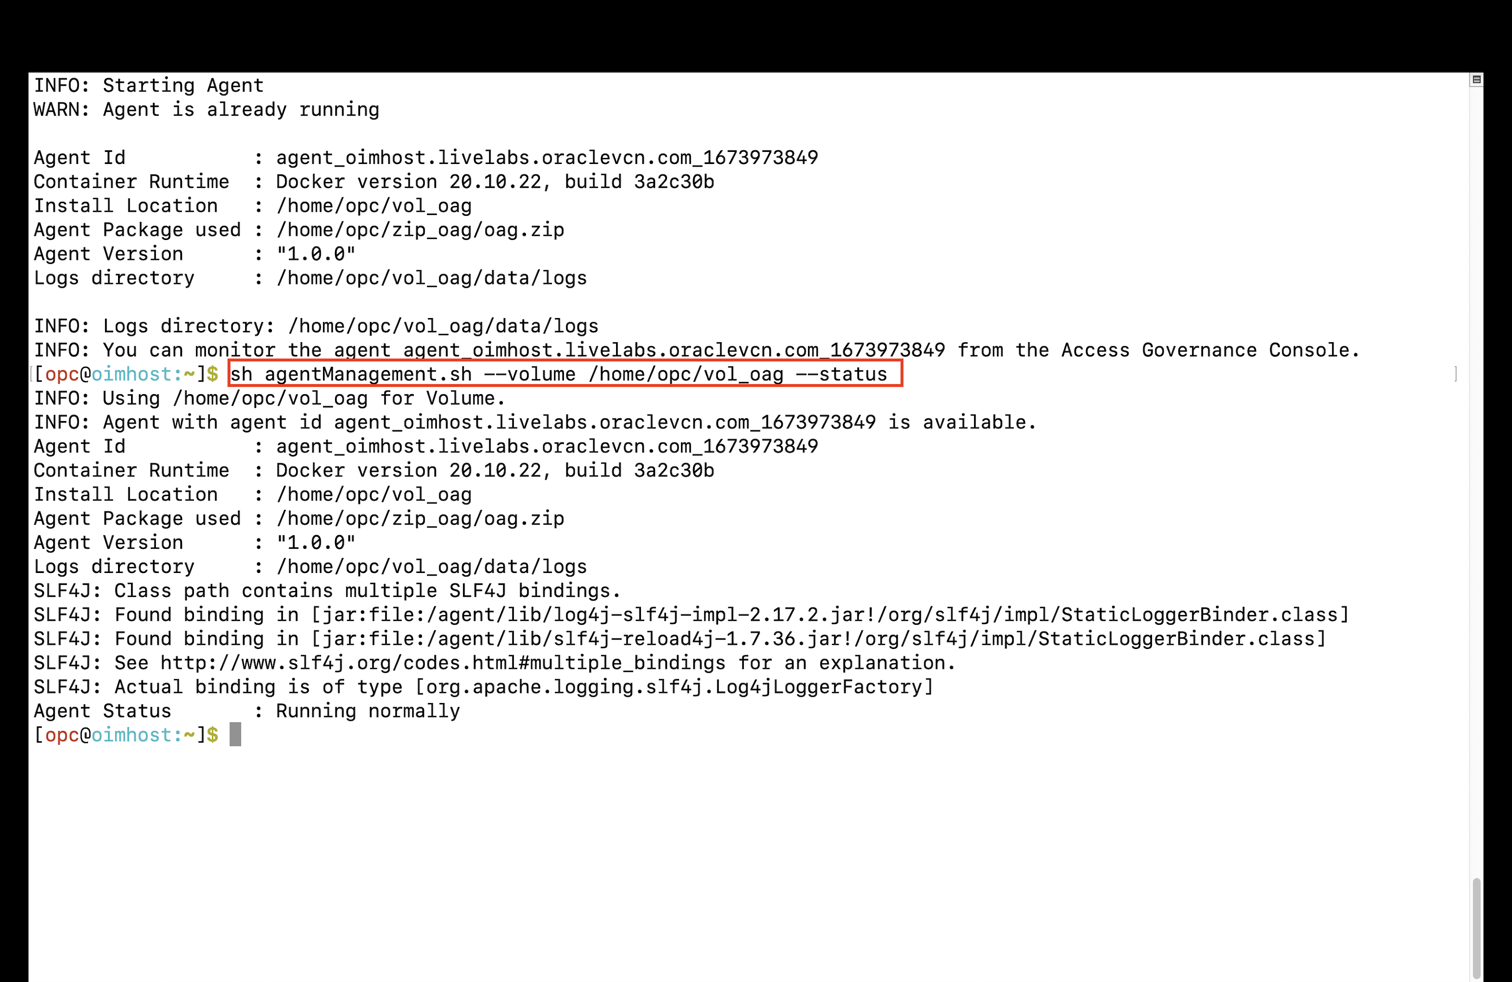 INFO: Starting Agent
WARN: Agent is already running
Agent Id           : agent_oimhost.livelabs.oraclevcn.com_1673973849
Container Runtime  : Docker version 20.10.22, build 3a2c30b
Install Location   : /home/opc/vol_oag
Agent Package used : /home/opc/zip_oag/oag.zip
Agent Version      : "1.0.0"
Logs directory     : /home/opc/vol_oag/data/logs
INFO: Logs directory: /home/opc/vol_oag/data/logs
INFO: You can monitor the agent agent_oimhost.livelabs.oraclevcn.com_1673973849 from the Access Governance Console.
[opc@oimhost:~]$ sh agentManagement.sh --volume /home/opc/vol_oag --status
INFO: Using /home/opc/vol_oag for Volume.
INFO: Agent with agent id agent_oimhost.livelabs.oraclevcn.com_1673973849 is available.
Agent Id           : agent_oimhost.livelabs.oraclevcn.com_1673973849
Container Runtime  : Docker version 20.10.22, build 3a2c30b
Install Location   : /home/opc/vol_oag
Agent Package used : /home/opc/zip_oag/oag.zip
Agent Version      : "1.0.0"
Logs directory     : /home/opc/vol_oag/data/logs
SLF4J: Class path contains multiple SLF4J bindings.
SLF4J: Found binding in [jar:file:/agent/lib/log4j-slf4j-impl-2.17.2.jar!/org/slf4j/impl/StaticLoggerBinder.class]
SLF4J: Found binding in [jar:file:/agent/lib/slf4j-reload4j-1.7.36.jar!/org/slf4j/impl/StaticLoggerBinder.class]
SLF4J: See http://www.slf4j.org/codes.html#multiple_bindings for an explanation.
SLF4J: Actual binding is of type [org.apache.logging.slf4j.Log4jLoggerFactory]
Agent Status       : Running normally
[opc@oimhost:~]$